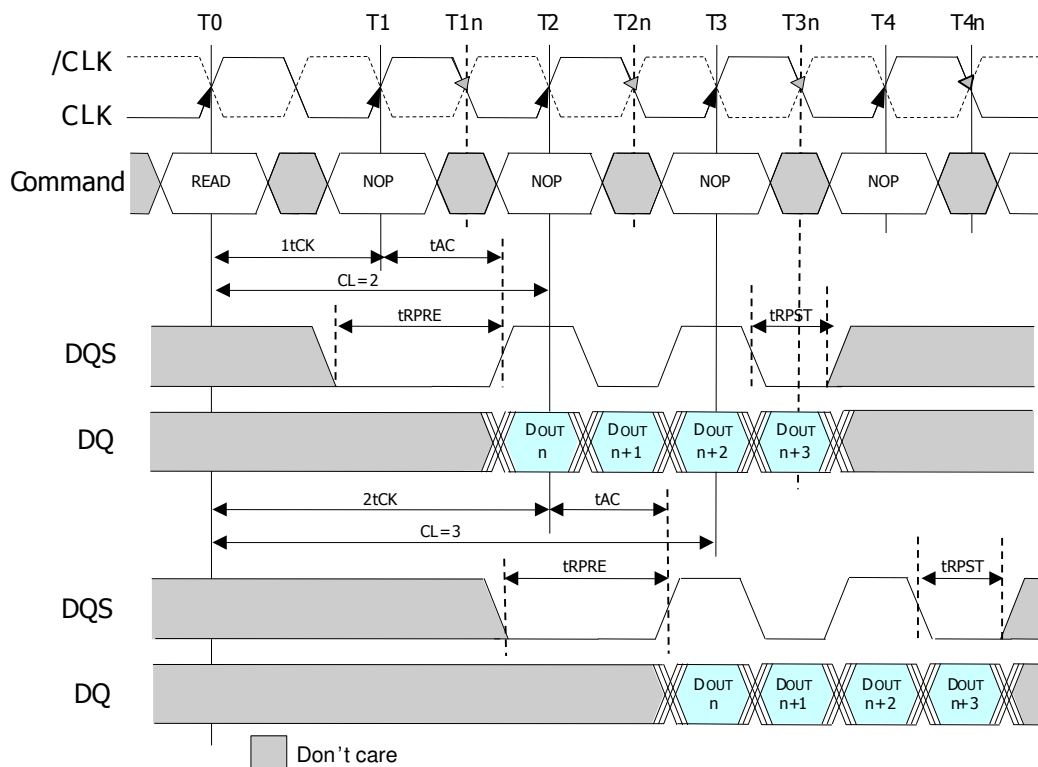 T0 T1 T1n T2 T2n T3 T3n T4 T4n
/CLK
CLK
Command READ NOP NOP NOP NOP
1tCK tAC
CL=2
tRPRE tRPST
DQS
DQ DOUT n DOUT n+1 DOUT n+2 DOUT n+3
2tCK tAC
CL=3
tRPRE tRPST
DQS
DQ DOUT n DOUT n+1 DOUT n+2 DOUT n+3
Don't care